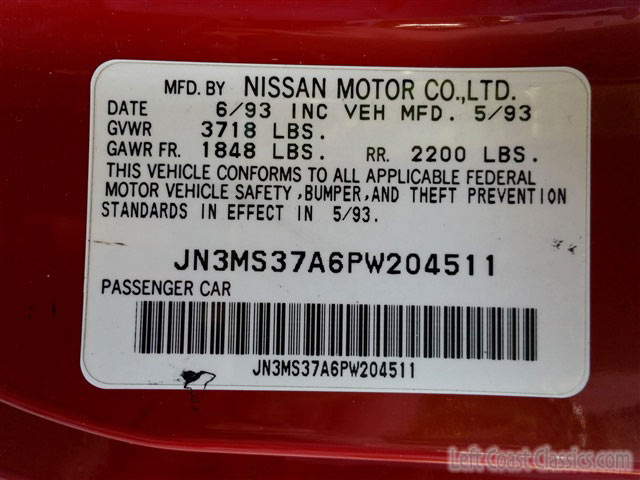 MFD. BY NISSAN MOTOR CO.,LTD.
DATE 6/93 INC VEH MFD. 5/93
GVWR 3718 LBS.
GAWR FR. 1848 LBS. RR. 2200 LBS.
THIS VEHICLE CONFORMS TO ALL APPLICABLE FEDERAL
MOTOR VEHICLE SAFETY ,BUMPER,AND THEFT PREVENTION
STANDARDS IN EFFECT IN 5/93.
JN3MS37A6PW204511
PASSENGER CAR
JN3MS37A6PW204511
Left Coast Classics.com